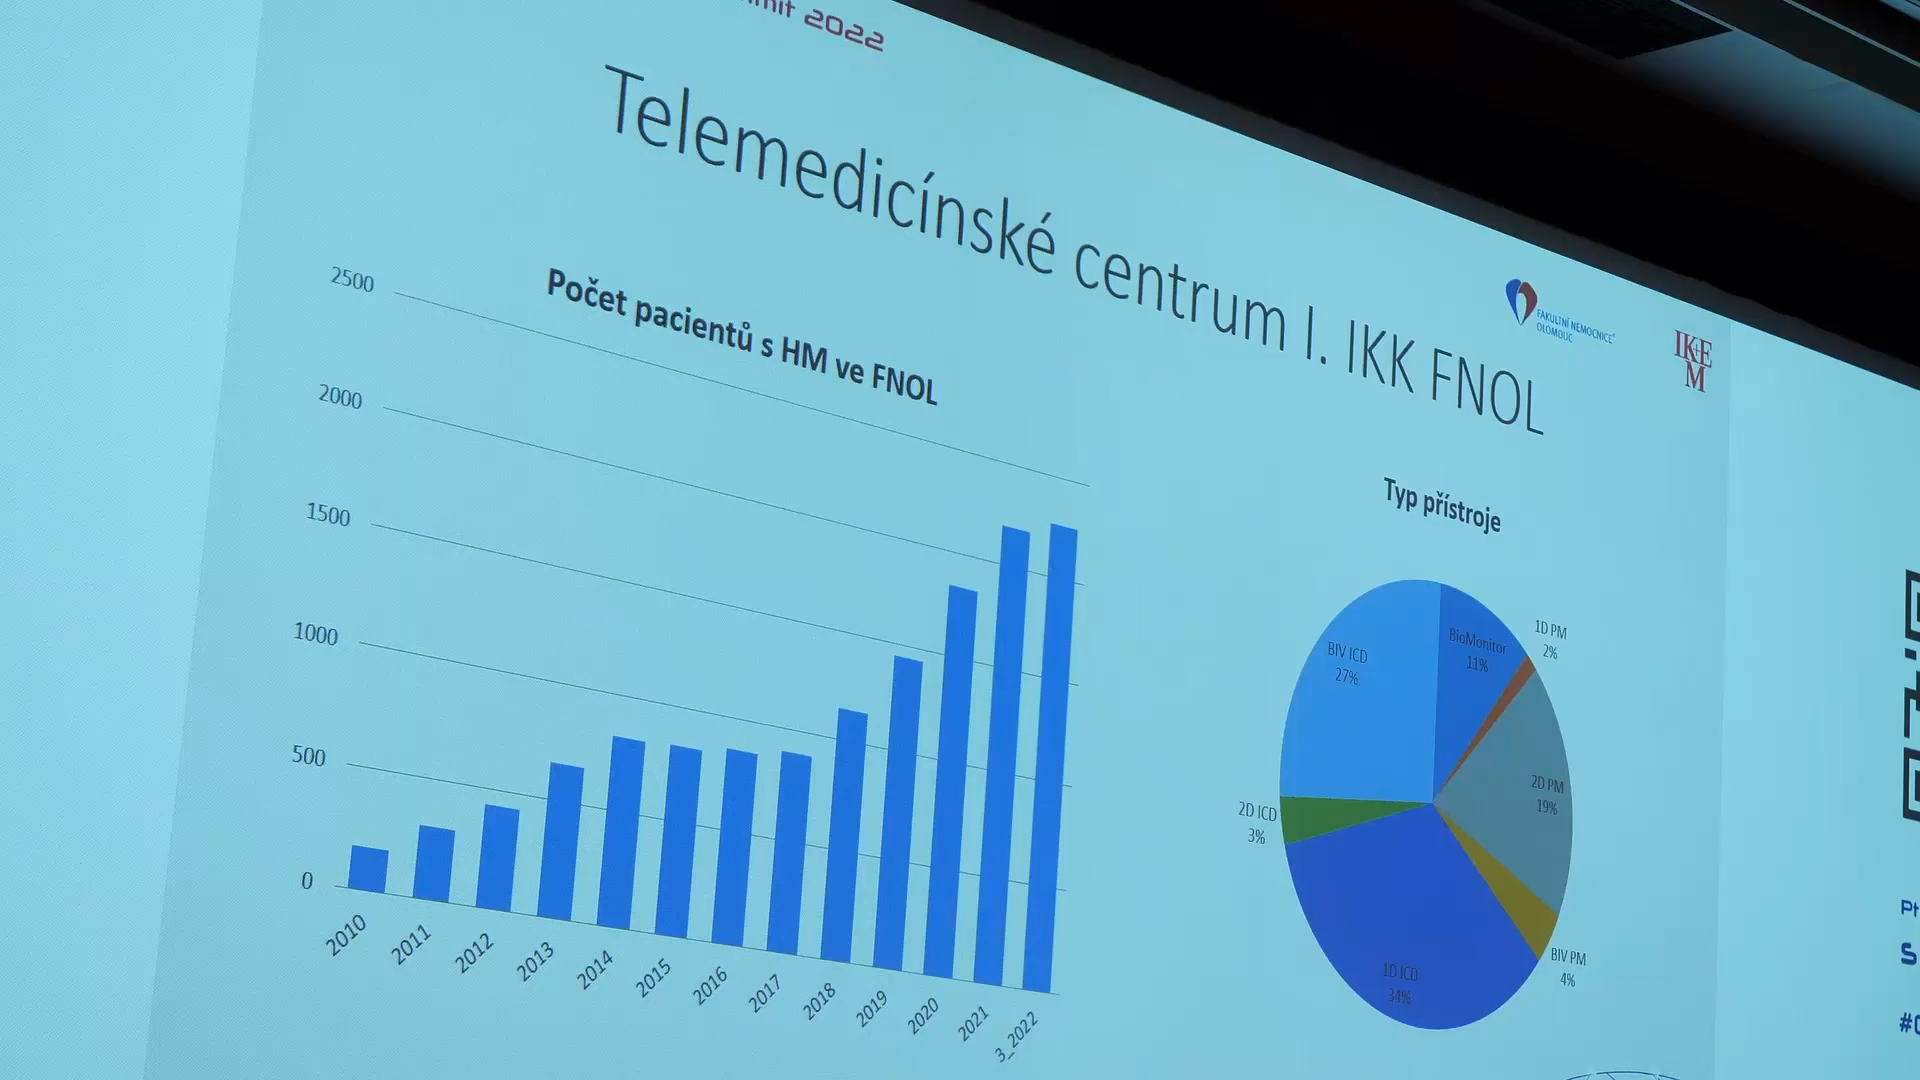 2022
Telemedicínské centrum I. IKK FNOL
FAKULTNÍ NEMOCNICE
OLOMOUC
IK+E
M
Počet pacientů s HM ve FNOL
2500
2000
1500
1000
500
0
2010
2011
2012
2013
2014
2015
2016
2017
2018
2019
2020
2021
3_2022
Typ přístroje
BioMonitor
11%
1D PM
2%
2D PM
19%
BIV PM
4%
1D ICD
34%
2D ICD
3%
BIV ICD
27%